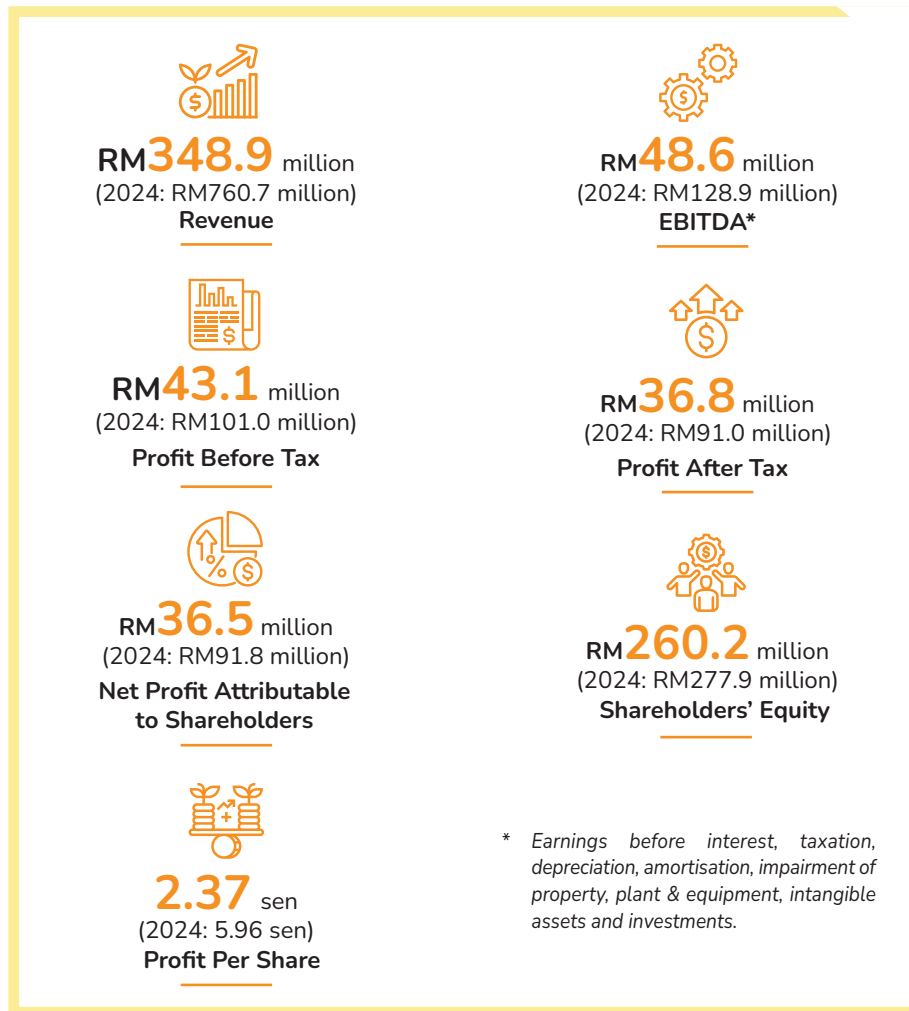 RM348.9 million
(2024: RM760.7 million)
Revenue
RM48.6 million
(2024: RM128.9 million)
EBITDA*
RM43.1 million
(2024: RM101.0 million)
Profit Before Tax
RM36.8 million
(2024: RM91.0 million)
Profit After Tax
RM36.5 million
(2024: RM91.8 million)
Net Profit Attributable
to Shareholders
RM260.2 million
(2024: RM277.9 million)
Shareholders’ Equity
2.37 sen
(2024: 5.96 sen)
Profit Per Share
* Earnings before interest, taxation,
depreciation, amortisation, impairment of
property, plant & equipment, intangible
assets and investments.